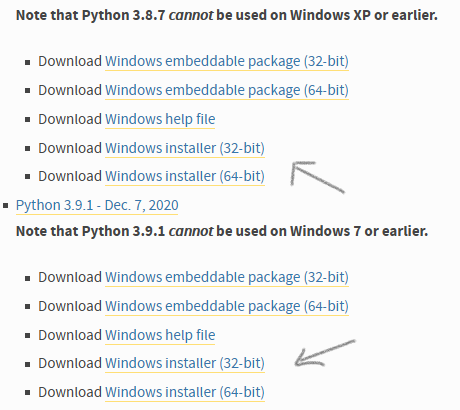 Note that Python 3.8.7 cannot be used on Windows XP or earlier.
Download Windows embeddable package (32-bit)
Download Windows embeddable package (64-bit)
Download Windows help file
Download Windows installer (32-bit)
Download Windows installer (64-bit)
Python 3.9.1 - Dec. 7, 2020
Note that Python 3.9.1 cannot be used on Windows 7 or earlier.
Download Windows embeddable package (32-bit)
Download Windows embeddable package (64-bit)
Download Windows help file
Download Windows installer (32-bit)
Download Windows installer (64-bit)